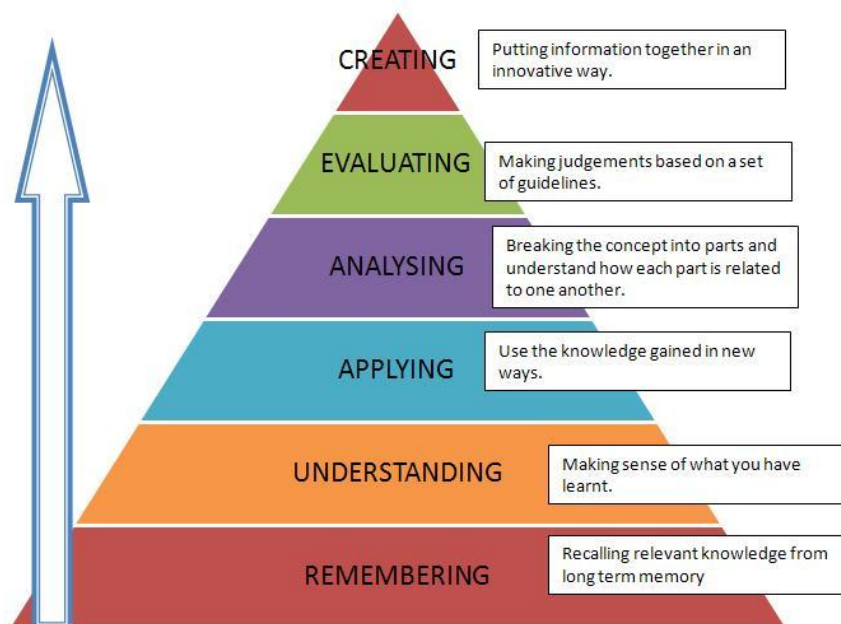 CREATING
Putting information together in an
innovative way.
EVALUATING
Making judgements based on a set
of guidelines.
ANALYSING
Breaking the concept into parts and
understand how each part is related
to one another.
APPLYING
Use the knowledge gained in new
ways.
UNDERSTANDING
Making sense of what you have
learnt.
REMEMBERING
Recalling relevant knowledge from
long term memory